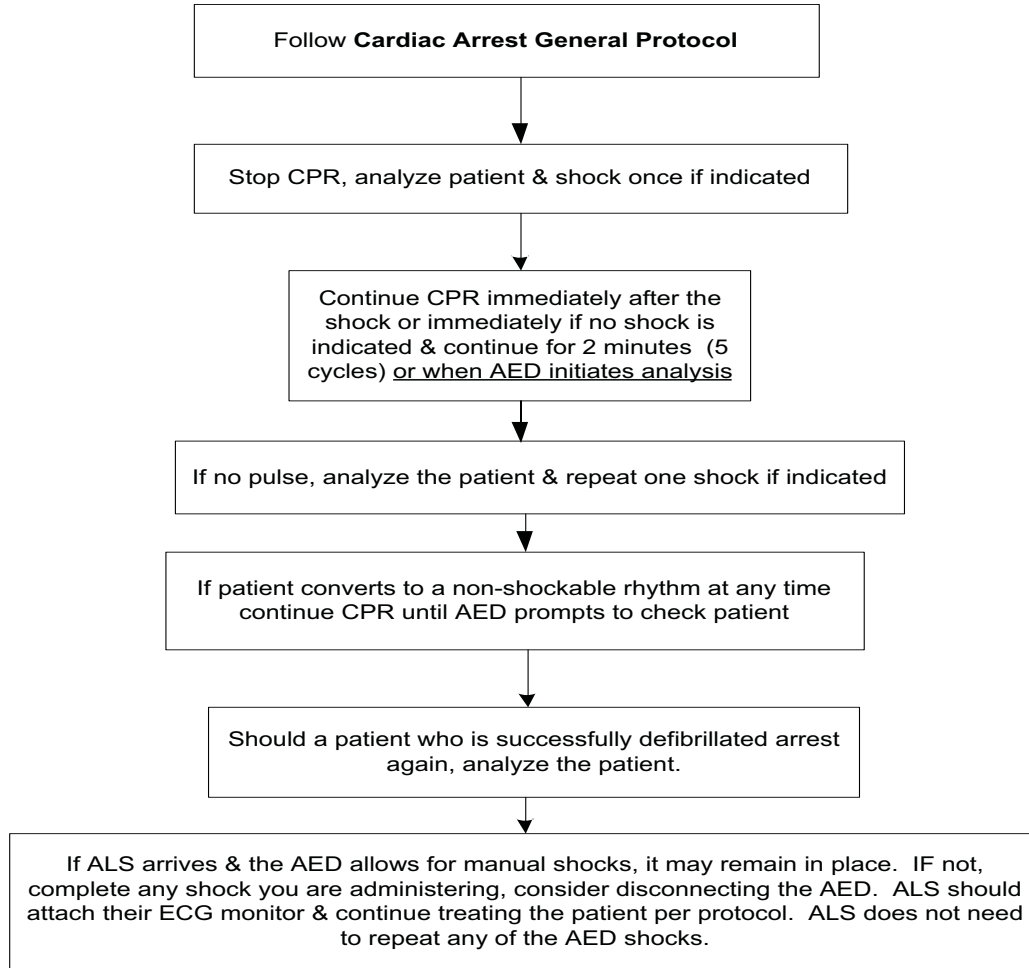 Follow Cardiac Arrest General Protocol
Stop CPR, analyze patient & shock once if indicated
Continue CPR immediately after the
shock or immediately if no shock is
indicated & continue for 2 minutes  (5
cycles) or when AED initiates analysis
If no pulse, analyze the patient & repeat one shock if indicated
If patient converts to a non-shockable rhythm at any time
continue CPR until AED prompts to check patient
Should a patient who is successfully defibrillated arrest
again, analyze the patient.
If ALS arrives & the AED allows for manual shocks, it may remain in place.  IF not,
complete any shock you are administering, consider disconnecting the AED.  ALS should
attach their ECG monitor & continue treating the patient per protocol.  ALS does not need
to repeat any of the AED shocks.